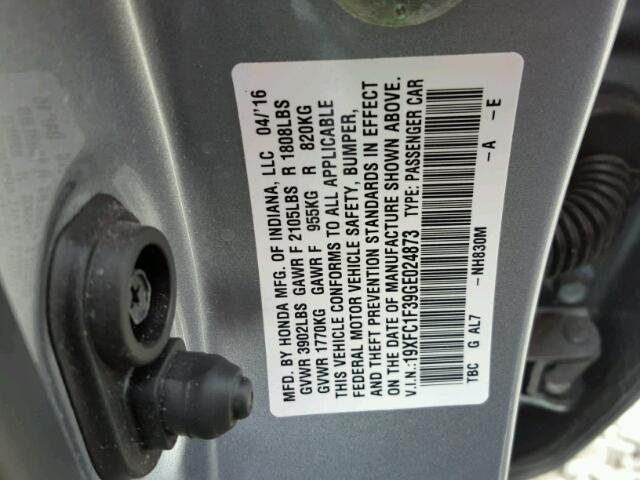 MFD. BY HONDA MFG. OF INDIANA, LLC 04/'16
GVWR 3902LBS GAWR F 2105LBS R 1808LBS
GVWR 1770KG GAWR F 955KG R 820KG
THIS VEHICLE CONFORMS TO ALL APPLICABLE
FEDERAL MOTOR VEHICLE SAFETY, BUMPER,
AND THEFT PREVENTION STANDARDS IN EFFECT
ON THE DATE OF MANUFACTURE SHOWN ABOVE.
V.I.N.:19XFC1F39GE024873 TYPE: PASSENGER CAR
TBC G AL7 -NH830M -A -E